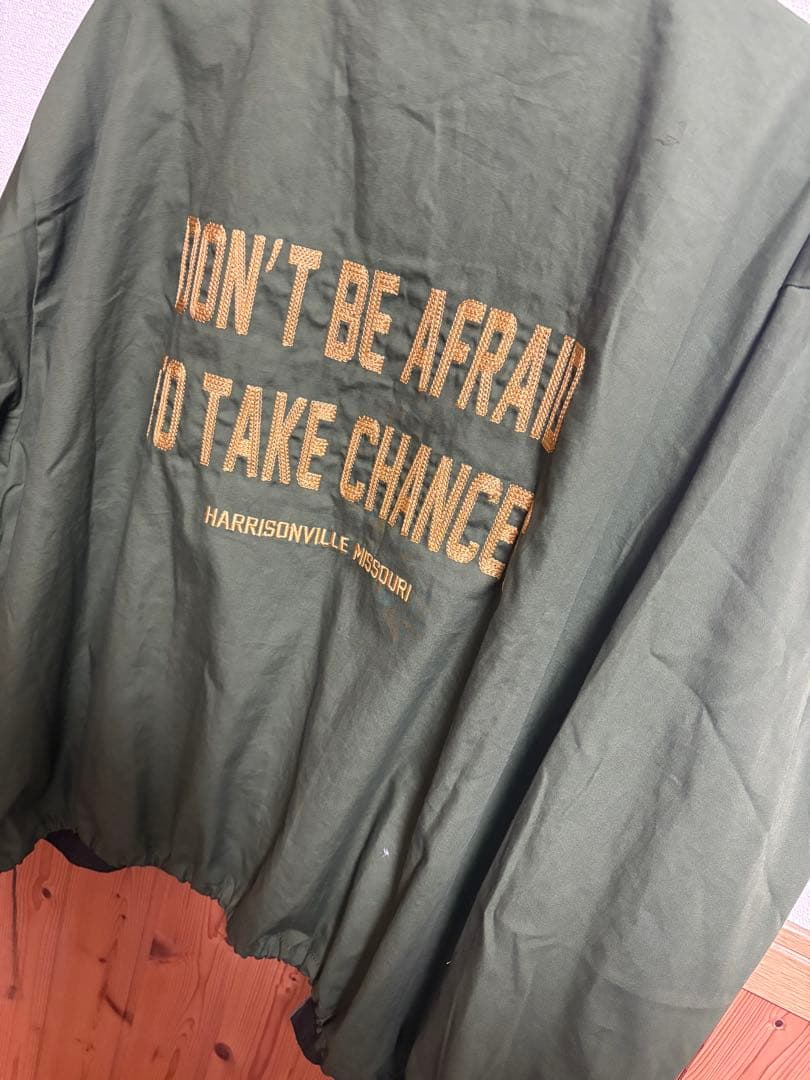 DON'T BE AFRAID
TO TAKE CHANCES
HARRISONVILLE MISSOURI